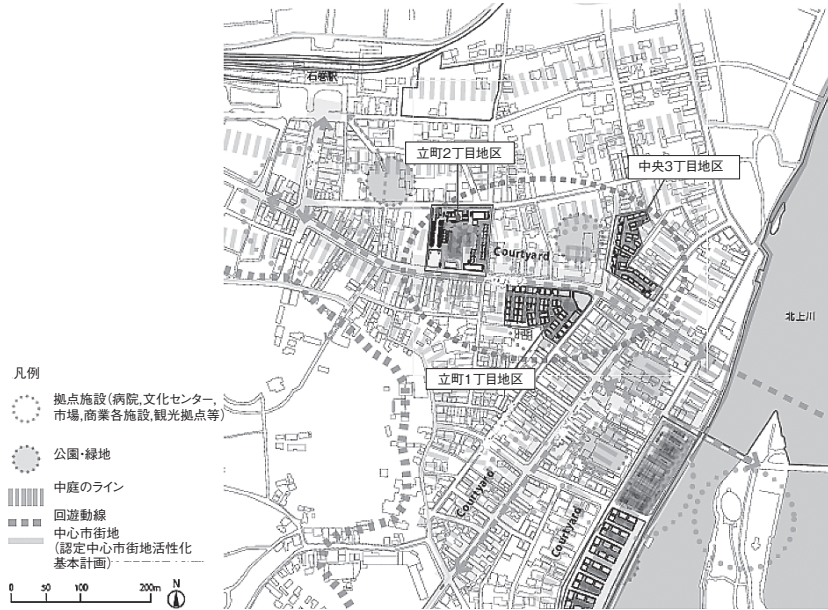 石巻駅
立町2丁目地区
中央3丁目地区
Courtyard
北上川
立町1丁目地区
Courtyard
Courtyard
凡例
拠点施設(病院,文化センター,
市場,商業各施設,観光拠点等)
公園・緑地
中庭のライン
回遊動線
中心市街地
(認定中心市街地活性化
基本計画)
0 50 100 200m N